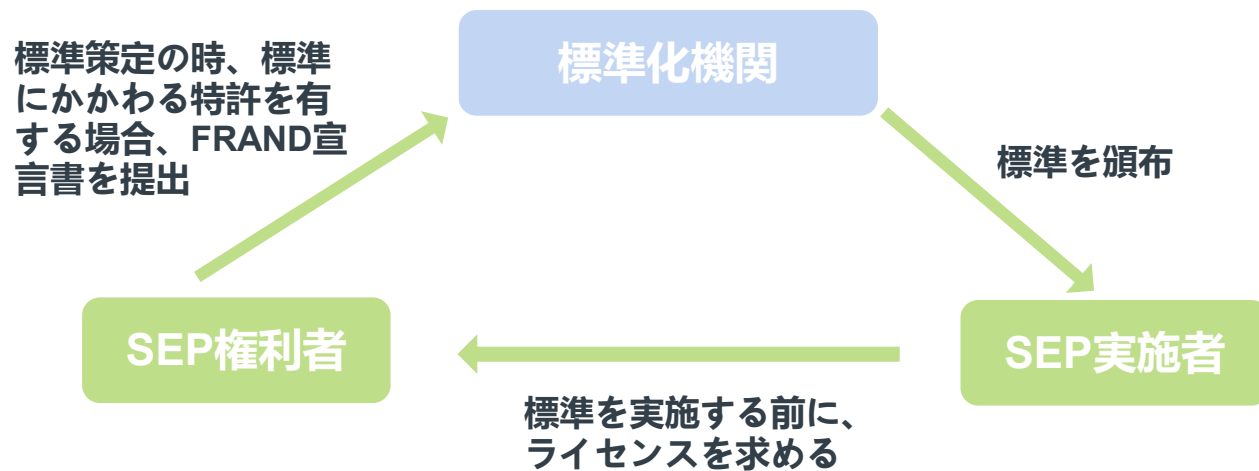 標準化機関
標準策定の時、標準
にかかわる特許を有
する場合、FRAND宣
言書を提出
標準を頒布
SEP権利者
SEP実施者
標準を実施する前に、
ライセンスを求める